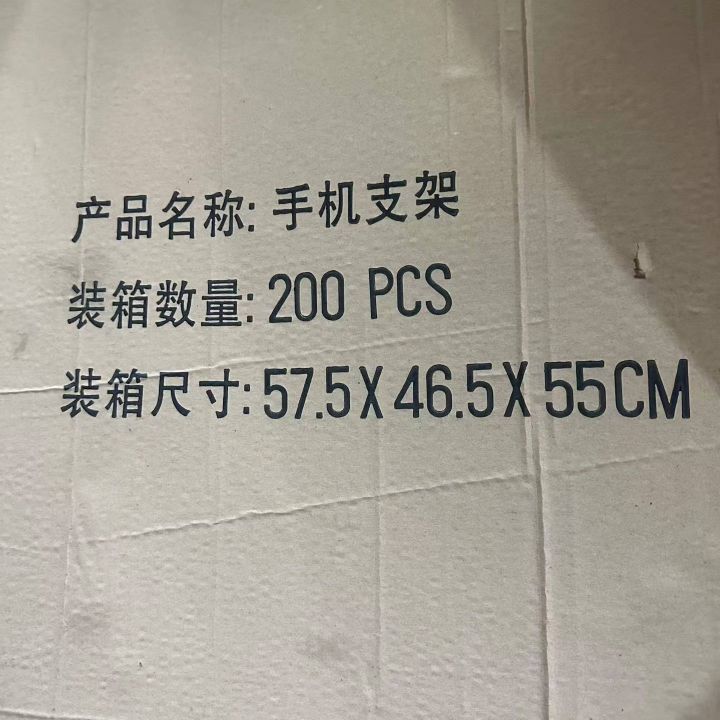 产品名称: 手机支架
装箱数量: 200 PCS
装箱尺寸: 57.5X46.5X55CM